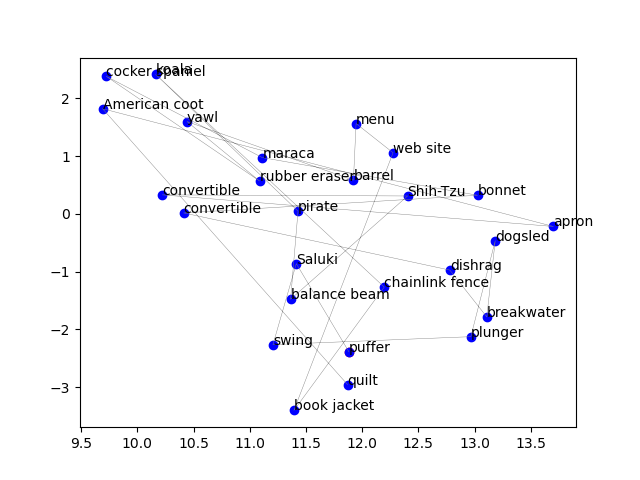 cocker spaniel
koala
American coot
yawl
menu
web site
maraca
rubber eraser
barrel
convertible
Shih-Tzu
bonnet
convertible
pirate
apron
dogsled
Saluki
dishrag
chainlink fence
balance beam
breakwater
swing
plunger
puffer
quilt
book jacket
2
1
0
−1
−2
−3
9.5 10.0 10.5 11.0 11.5 12.0 12.5 13.0 13.5